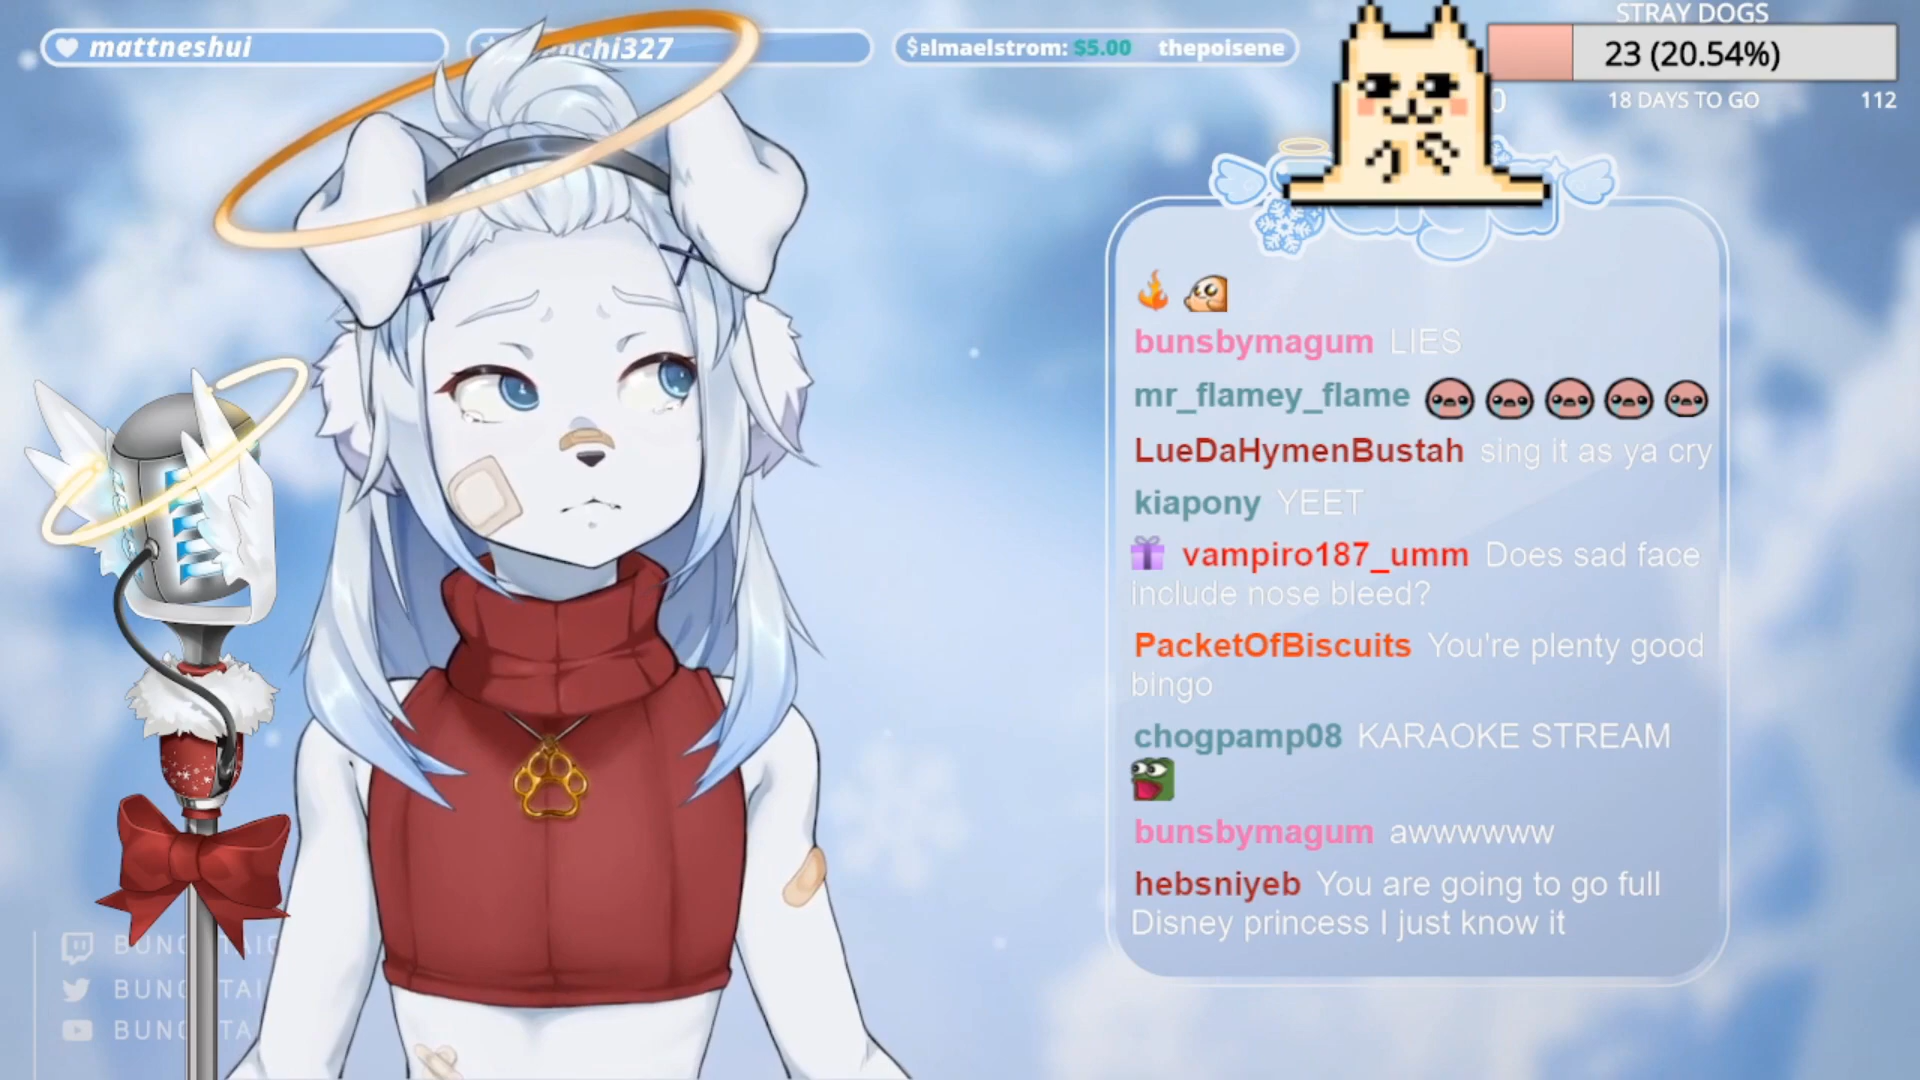 mattneshui
nchi327
$elmaelstrom: $5.00 thepoisene
STRAY DOGS
23 (20.54%)
0 18 DAYS TO GO 112
bunsbymagum LIES
mr_flamey_flame
LueDaHymenBustah sing it as ya cry
kiapony YEET
vampiro187_umm Does sad face
include nose bleed?
PacketOfBiscuits You're plenty good
bingo
chogpamp08 KARAOKE STREAM
bunsbymagum awwwwww
hebsniyeb You are going to go full
Disney princess I just know it